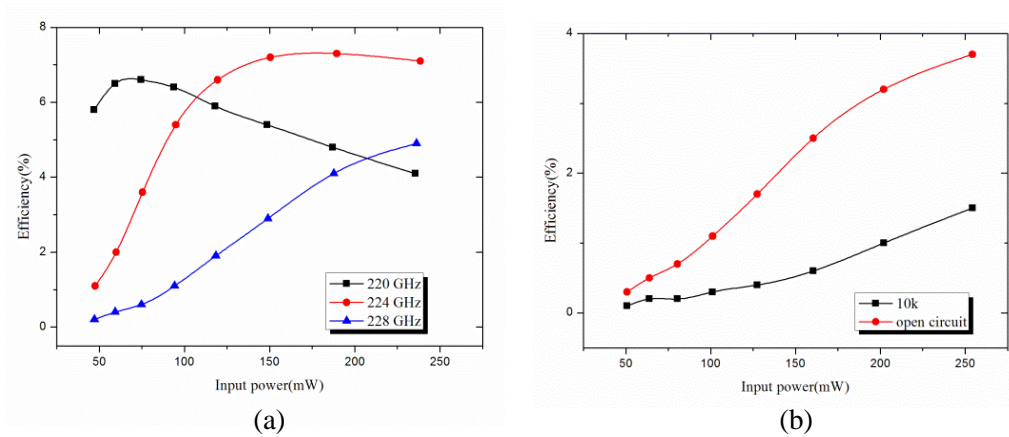 8
6
4
2
0
Efficiency(%)
220 GHz
224 GHz
228 GHz
50
100
150
200
250
Input power(mW)
(a)
4
2
0
Efficiency(%)
10k
open circuit
50
100
150
200
250
Input power(mW)
(b)